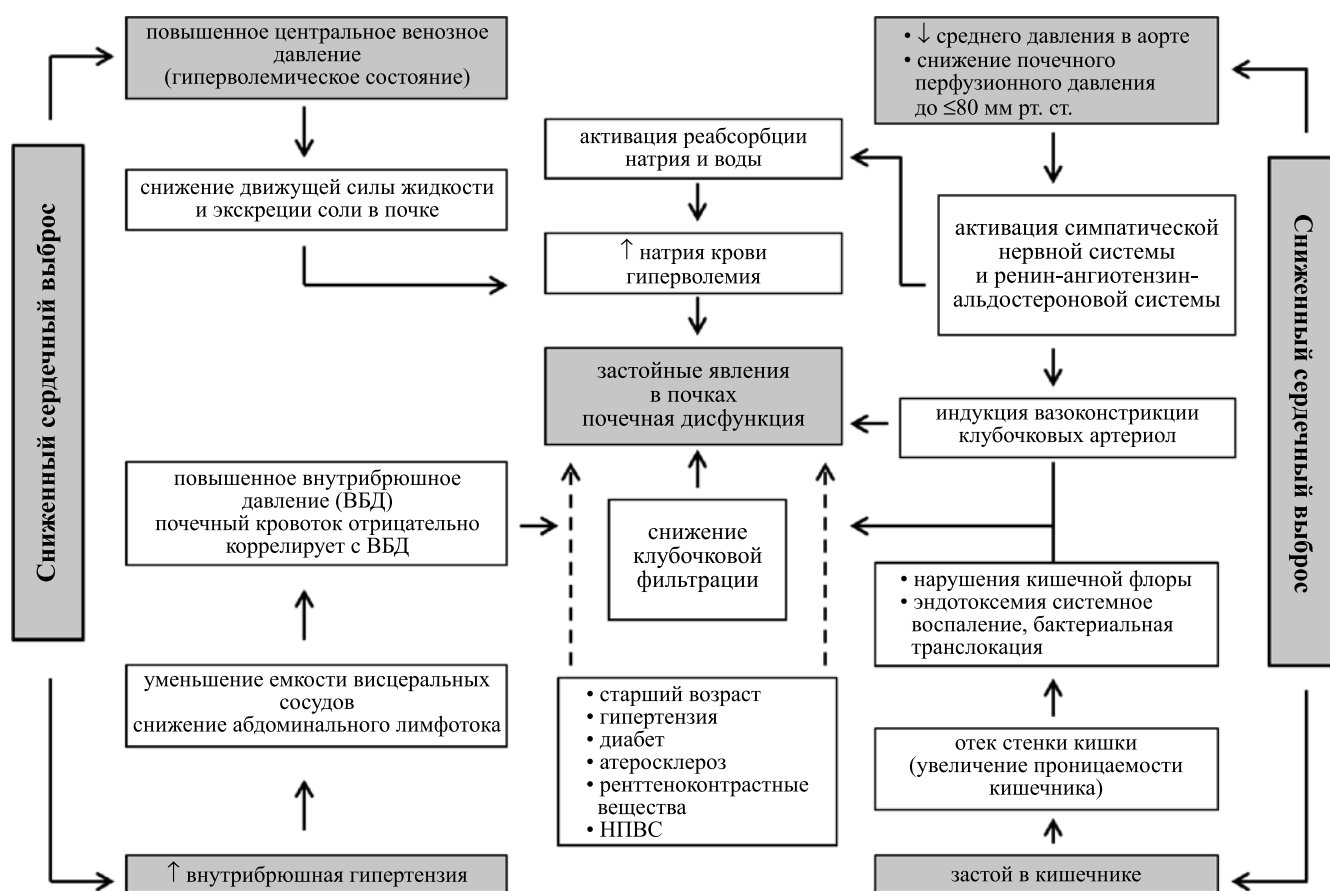 повышенное центральное венозное
давление
(гиперволемическое состояние)
• ↓ среднего давления в аорте
• снижение почечного
перфузионного давления
до ≤80 мм рт. ст.
активация реабсорбции
натрия и воды
снижение движущей силы жидкости
и экскреции соли в почке
Сниженный сердечный выброс
↑ натрия крови
гиперволемия
активация симпатической
нервной системы
и ренин-ангиотензин-
альдостероновой системы
Сниженный сердечный выброс
застойные явления
в почках
почечная дисфункция
индукция вазоконстрикции
клубочковых артериол
повышенное внутрибрюшное
давление (ВБД)
почечный кровоток отрицательно
коррелирует с ВБД
снижение
клубочковой
фильтрации
• нарушения кишечной флоры
• эндотоксемия системное
воспаление, бактериальная
транслокация
уменьшение емкости висцеральных
сосудов
снижение абдоминального лимфотока
• старший возраст
• гипертензия
• диабет
• атеросклероз
• ренттеноконтрастные
вещества
• НПВС
отек стенки кишки
(увеличение проницаемости
кишечника)
↑ внутрибрюшная гипертензия
застой в кишечнике